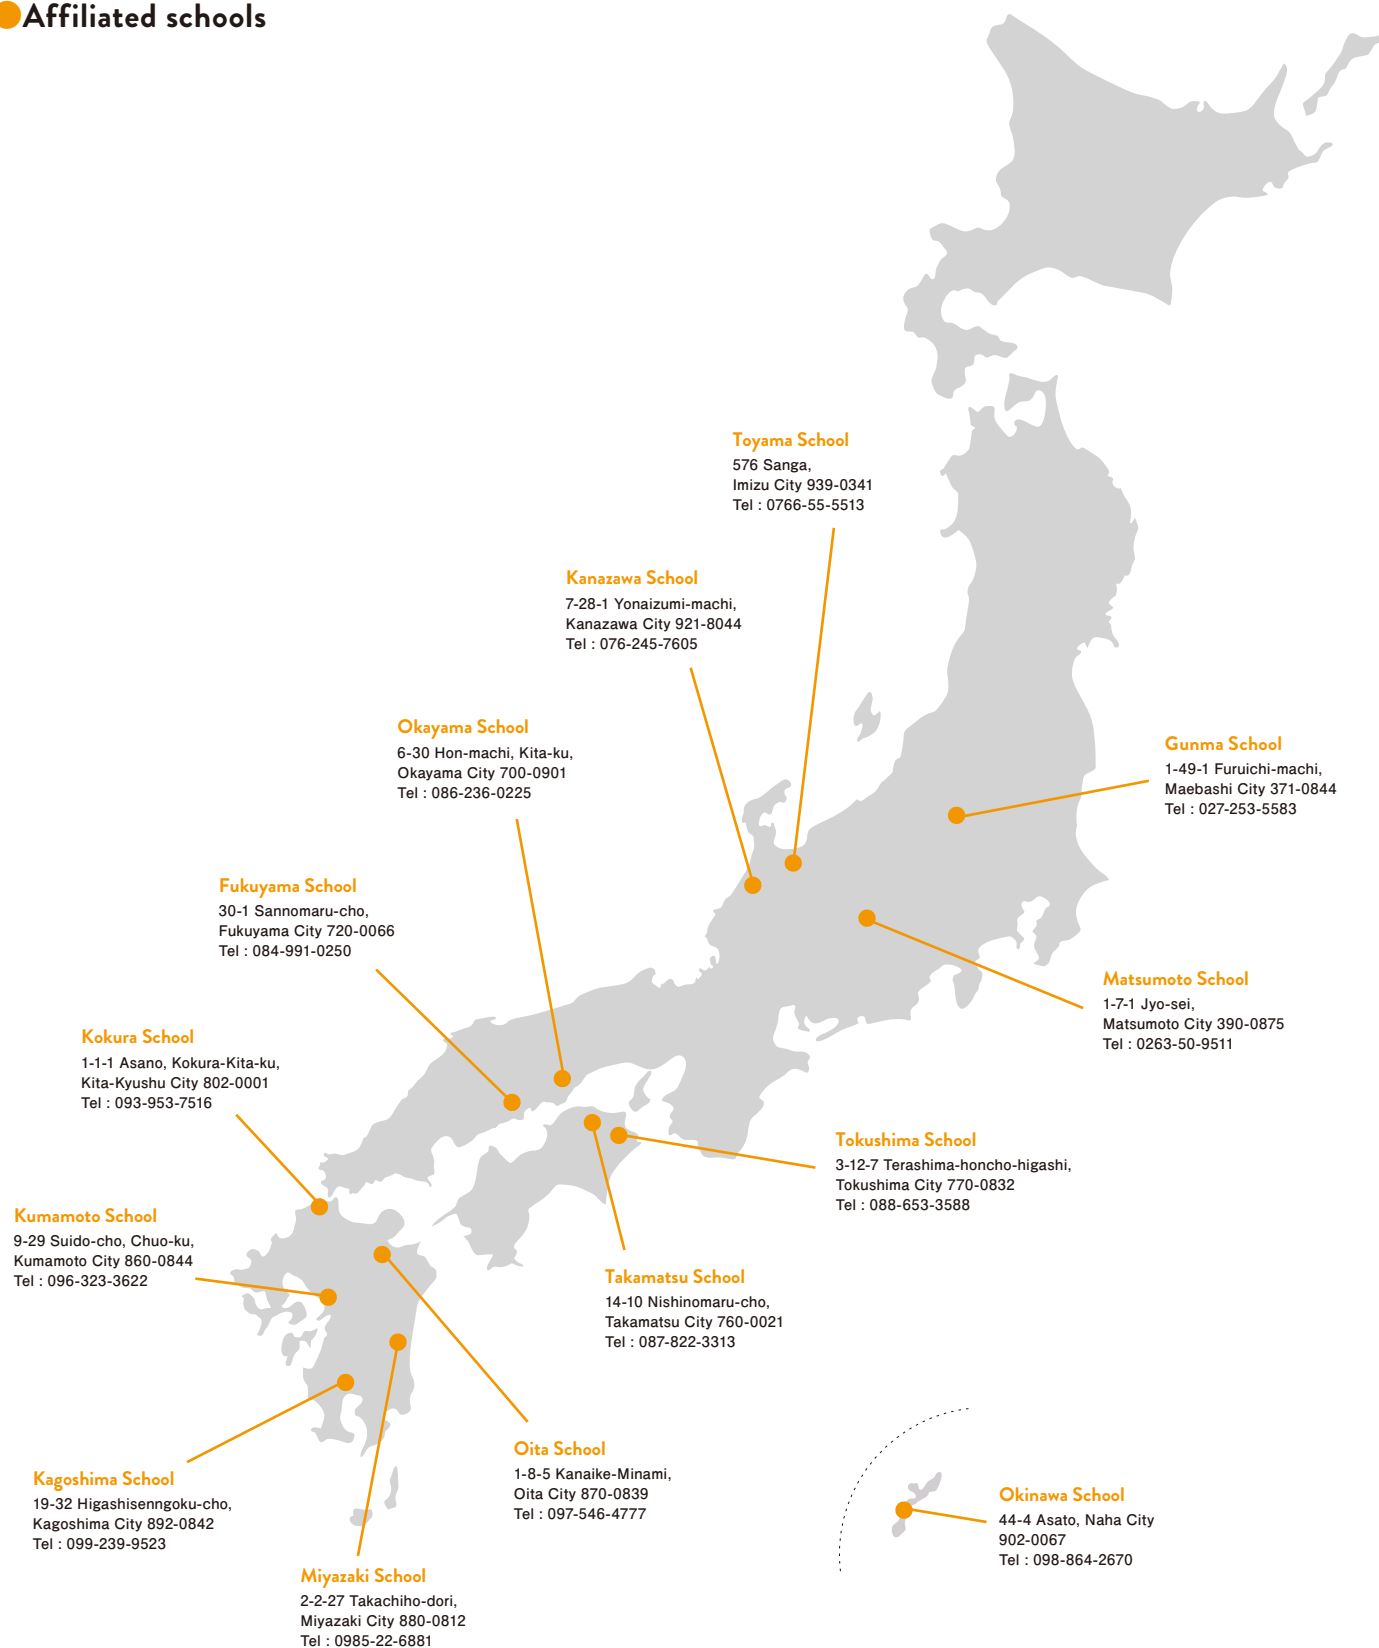 Affiliated schools
Toyama School
576 Sanga,
Imizu City 939-0341
Tel : 0766-55-5513
Kanazawa School
7-28-1 Yonaizumi-machi,
Kanazawa City 921-8044
Tel : 076-245-7605
Okayama School
6-30 Hon-machi, Kita-ku,
Okayama City 700-0901
Tel : 086-236-0225
Gunma School
1-49-1 Furuichi-machi,
Maebashi City 371-0844
Tel : 027-253-5583
Fukuyama School
30-1 Sannomaru-cho,
Fukuyama City 720-0066
Tel : 084-991-0250
Matsumoto School
1-7-1 Jyo-sei,
Matsumoto City 390-0875
Tel : 0263-50-9511
Kokura School
1-1-1 Asano, Kokura-Kita-ku,
Kita-Kyushu City 802-0001
Tel : 093-953-7516
Tokushima School
3-12-7 Terashima-honcho-higashi,
Tokushima City 770-0832
Tel : 088-653-3588
Kumamoto School
9-29 Suido-cho, Chuo-ku,
Kumamoto City 860-0844
Tel : 096-323-3622
Takamatsu School
14-10 Nishinomaru-cho,
Takamatsu City 760-0021
Tel : 087-822-3313
Oita School
1-8-5 Kanaike-Minami,
Oita City 870-0839
Tel : 097-546-4777
Kagoshima School
19-32 Higashisenngoku-cho,
Kagoshima City 892-0842
Tel : 099-239-9523
Okinawa School
44-4 Asato, Naha City
902-0067
Tel : 098-864-2670
Miyazaki School
2-2-27 Takachiho-dori,
Miyazaki City 880-0812
Tel : 0985-22-6881